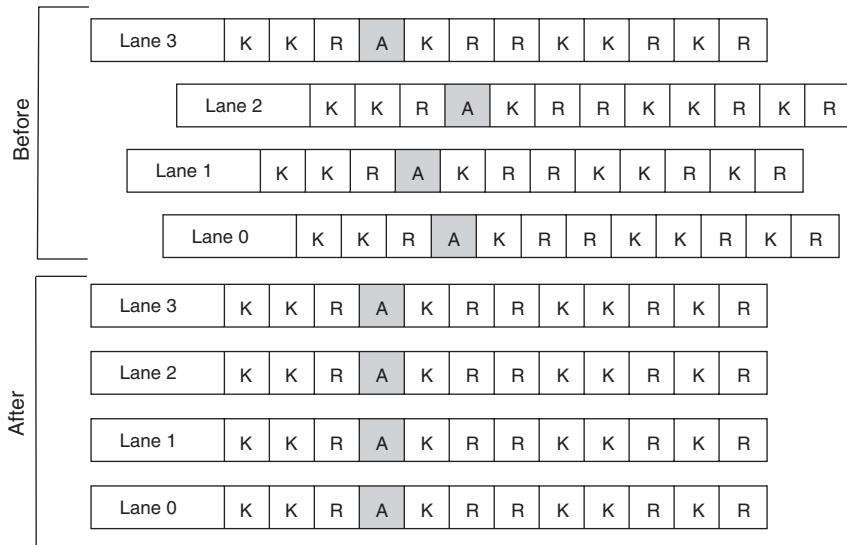 Before
Lane 3 K K R A K R R K K R K R
Lane 2 K K R A K R R K K R K R
Lane 1 K K R A K R R K K R K R
Lane 0 K K R A K R R K K R K R
After
Lane 3 K K R A K R R K K R K R
Lane 2 K K R A K R R K K R K R
Lane 1 K K R A K R R K K R K R
Lane 0 K K R A K R R K K R K R